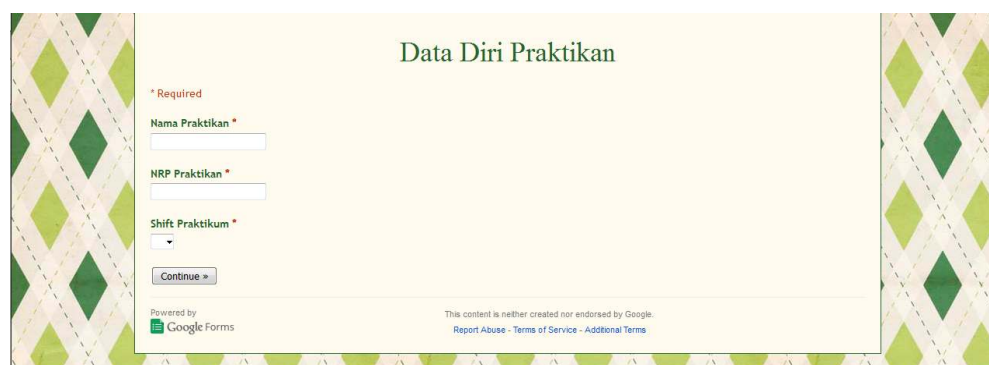 Data Diri Praktikan
* Required
Nama Praktikan *
NRP Praktikan *
Shift Praktikum *
Continue »
Powered by
Google Forms
This content is neither created nor endorsed by Google.
Report Abuse - Terms of Service - Additional Terms